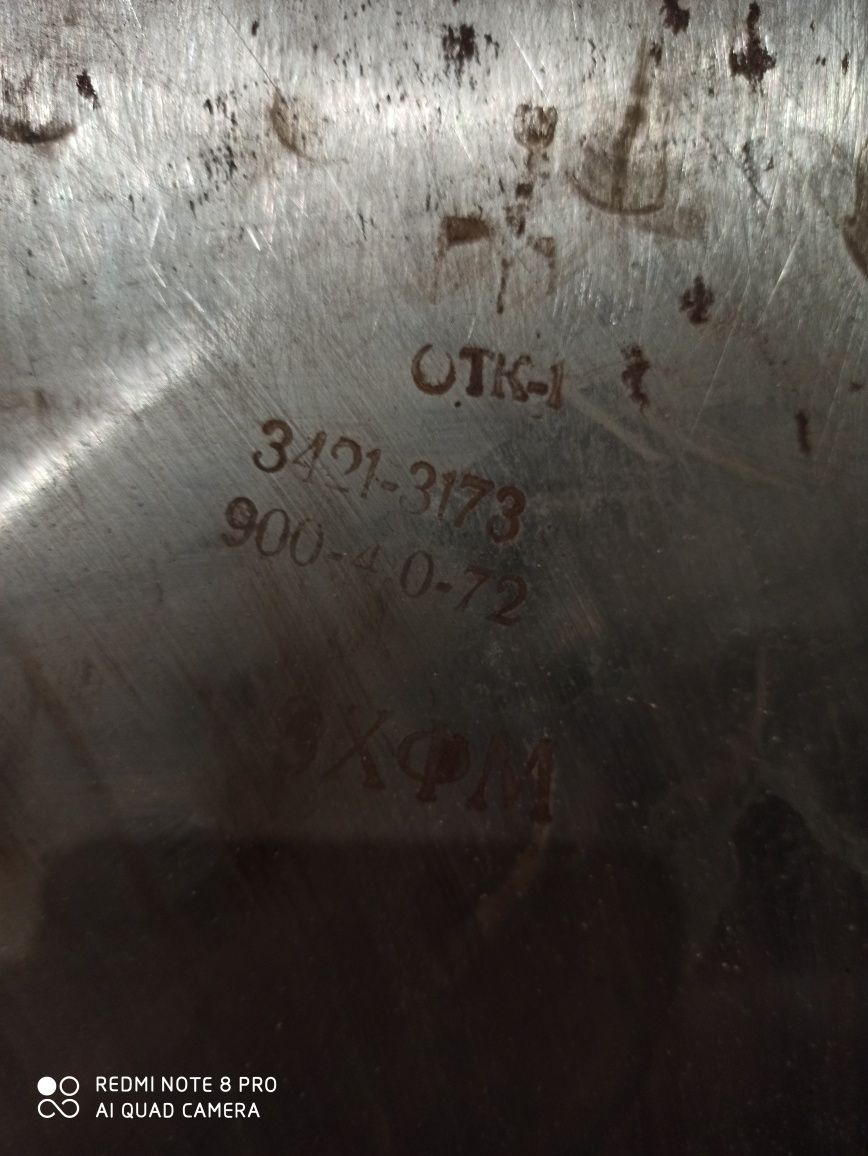 ОТК-1
3421-3173
900-4,0-72
9ХФМ
REDMI NOTE 8 PRO
AI QUAD CAMERA